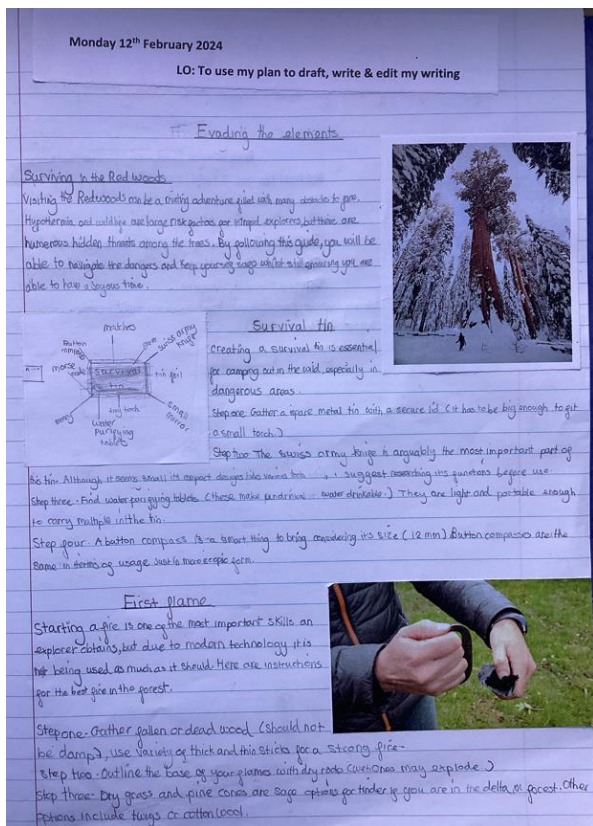 Monday 12th February 2024
LO: To use my plan to draft, write & edit my writing
Evading the elements
Surviving in the Redwoods
Visiting the Redwoods can be a riveting adventure filled with many obstacles to face.
Hypothermia and wildlife are large risk factors for intrepid explorers, but there are
numerous hidden threats among the trees. By following this guide, you will be
able to navigate the dangers and keep yourself safe whilst still ensuring you are
able to have a joyous time.
matches
swiss army knife
Button compass
morse code
survival tin
tin foil
small mirror
tiny torch
water purifying tablets
Survival tin
Creating a survival tin is essential
for camping out in the wild, especially in
dangerous areas.
Step one: Gather a spare metal tin with a secure lid (it has to be big enough to fit
a small torch.)
Step two The swiss army knife is arguably the most important part of
this tin. Although it seems small its compact designs hides various, I suggest researching its functions before use.
Step three - Find water purifying tablets (these make water drinkable.) They are light and portable enough
to carry multiple in the tin.
Step four. A button compass is a smart thing to bring considering its size (12mm) Button compasses are the
same in terms of usage just in microscopic form.
First flame
Starting a fire is one of the most important skills an
explorer obtains, but due to modern technology it is
not being used as much as it should. Here are instructions
for the best fire in the forest.
Step one - Gather fallen or dead wood (should not
be damp), use variety of thick and thin sticks for a strong fire -
Step two - Outline the base of your flames with dry rocks (wet ones may explode)
Step three - Dry grass and pine cones are safe options for tinder if you are in the delta or forest. Other
options include twigs or cotton wool.